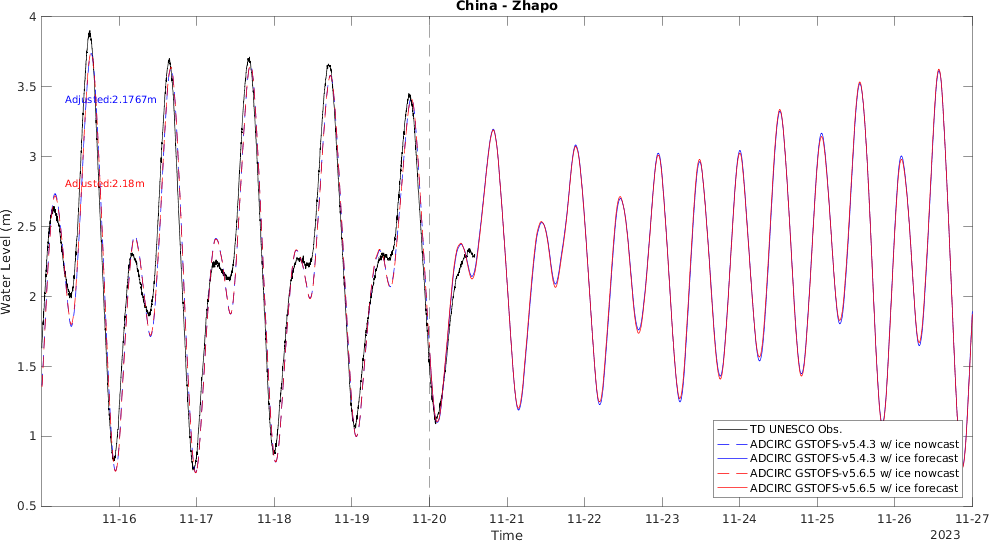 China - Zhapo
4
3.5
3
2.5
2
1.5
1
0.5
Water Level (m)
Adjusted:2.1767m
Adjusted:2.18m
TD UNESCO Obs.
ADCIRC GSTOFS-v5.4.3 w/ ice nowcast
ADCIRC GSTOFS-v5.4.3 w/ ice forecast
ADCIRC GSTOFS-v5.6.5 w/ ice nowcast
ADCIRC GSTOFS-v5.6.5 w/ ice forecast
11-16 11-17 11-18 11-19 11-20 11-21 11-22 11-23 11-24 11-25 11-26 11-27
Time
2023